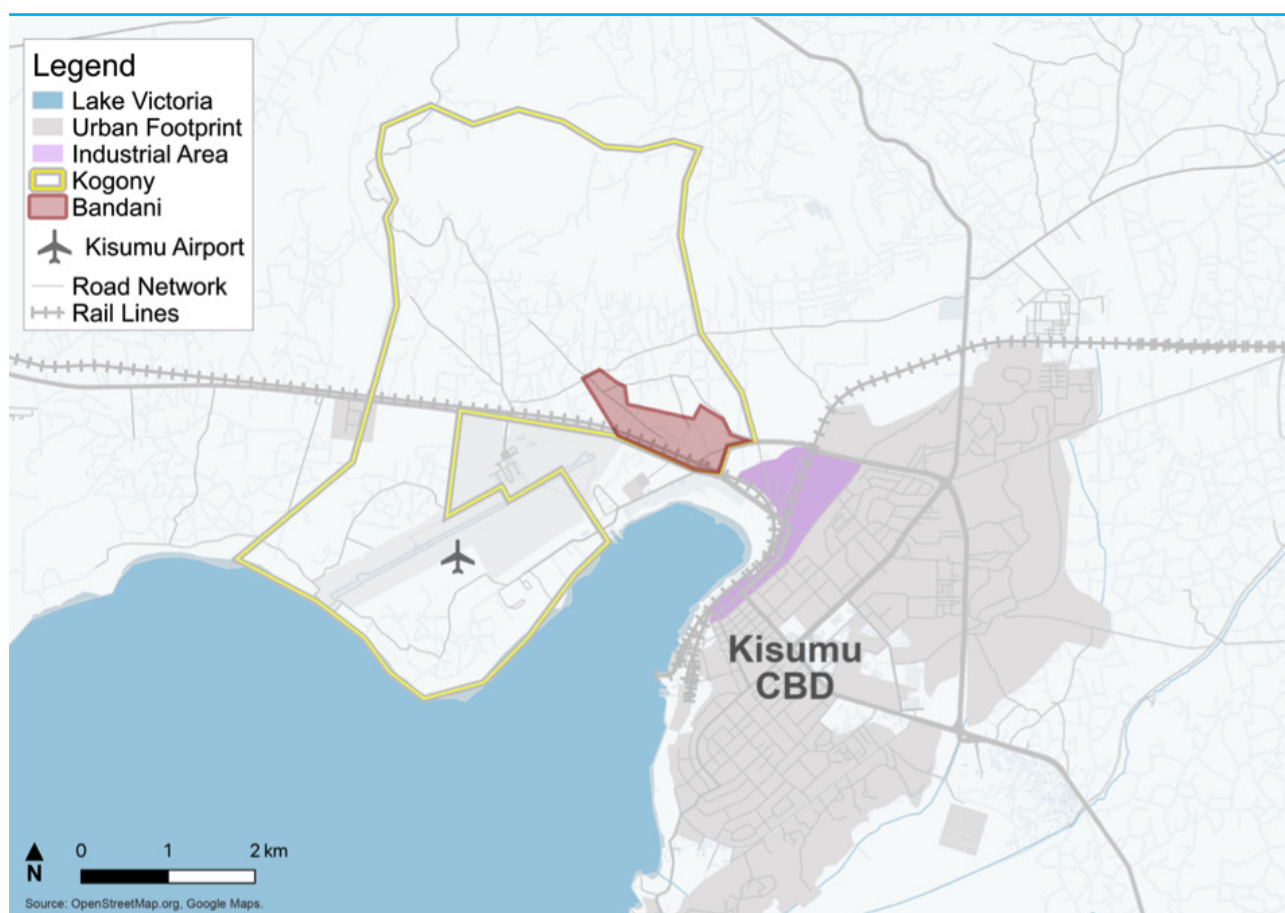 Legend
Lake Victoria
Urban Footprint
Industrial Area
Kogony
Bandani
Kisumu Airport
Road Network
Rail Lines
Kisumu
CBD
0 1 2 km
N
Source: OpenStreetMap.org, Google Maps.